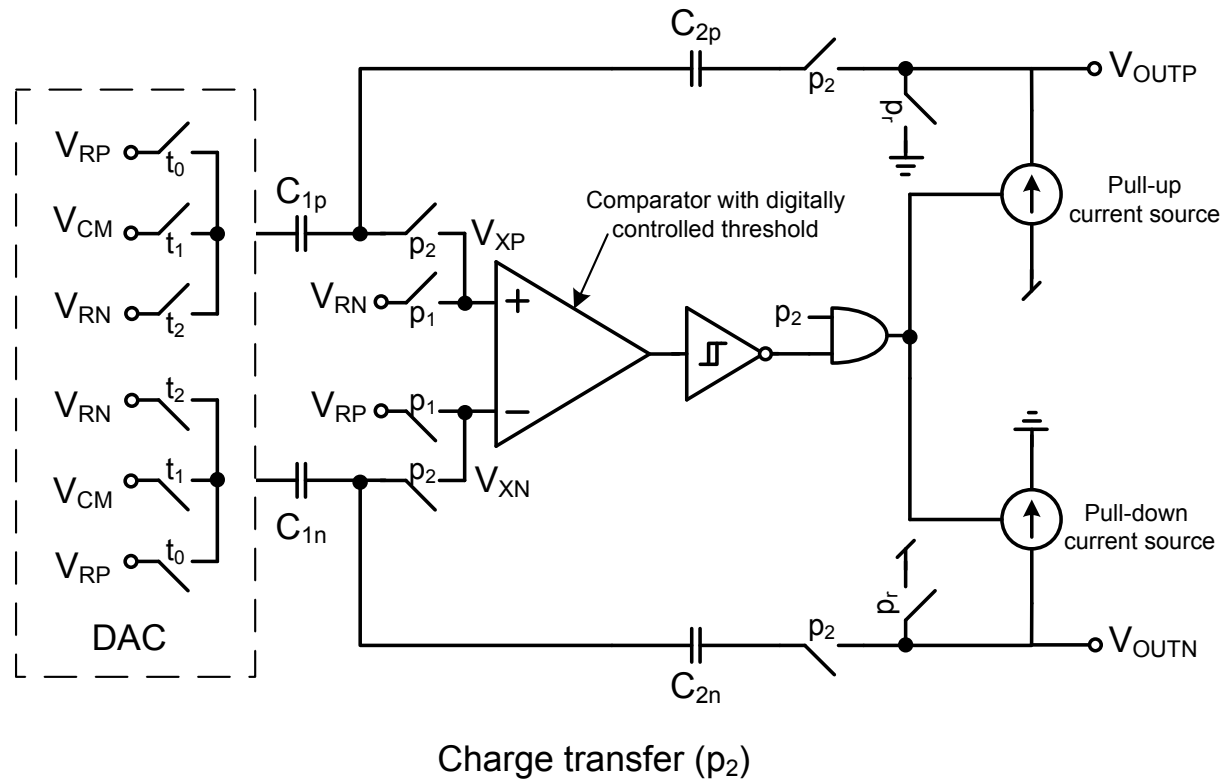 C2p
p2
VOUTP
pr
VRP
t0
C1p
Comparator with digitally
controlled threshold
Pull-up
current source
VCM
t1
p2
VXP
VRN
t2
VRN
p1
+
p2
VRN
t2
VRP
p1
−
VCM
t1
p2
VXN
C1n
Pull-down
current source
VRP
t0
pr
DAC
p2
VOUTN
C2n
Charge transfer (p2)